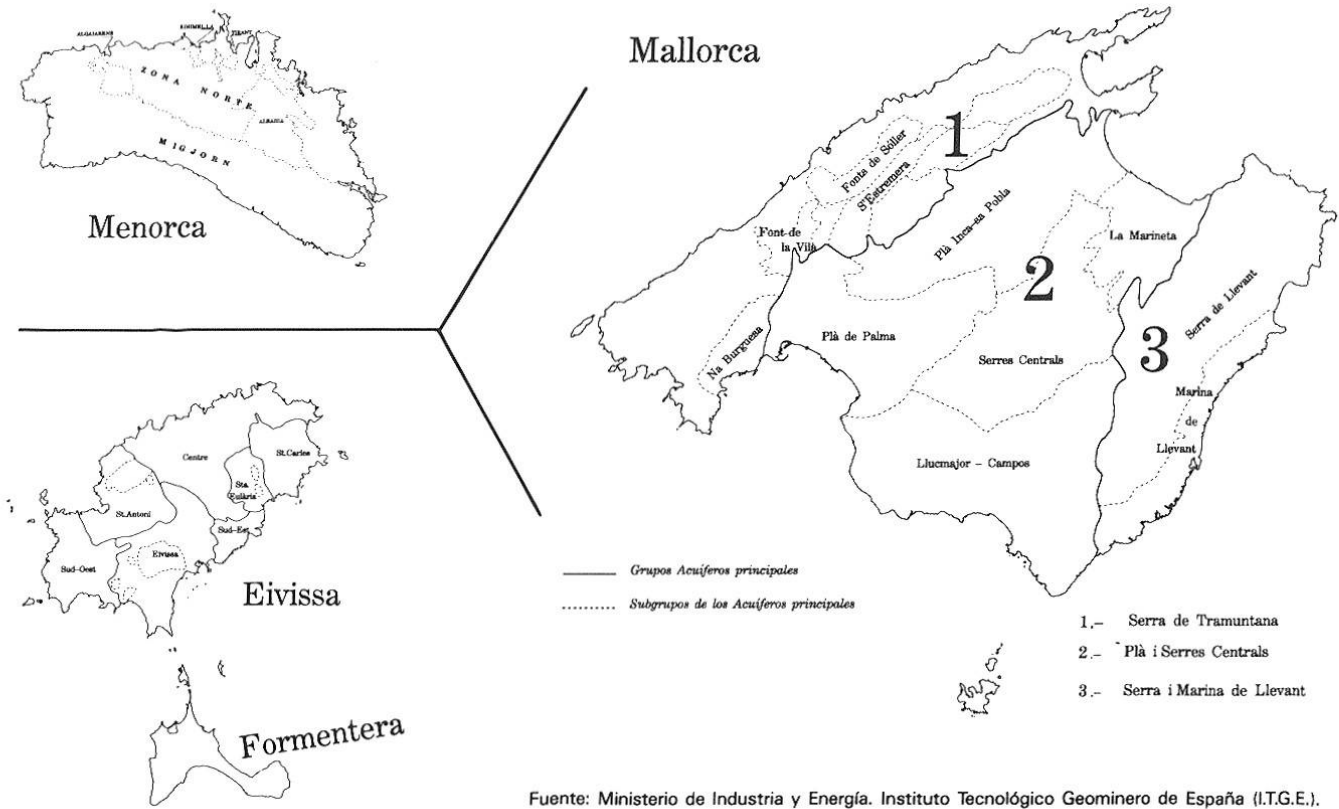 ALGAJARENS
BINIMELLA
TIRANT
ZONA NORTE
ALBAIDA
MIGJORN
Menorca
Mallorca
1
Fonts de Sóller
S'Estremera
Font de
la Vila
Na Burguesa
Plà Inca-sa Pobla
La Marineta
2
Plà de Palma
Serres Centrals
Llucmajor - Campos
3
Serra de Llevant
Marina
de
Llevant
Centre
St.Carles
Sta
Eulària
St.Antoni
Sud-Est
Eivissa
Sud-Oest
Eivissa
Formentera
Grupos Acuíferos principales
Subgrupos de los Acuíferos principales
1.- Serra de Tramuntana
2.- Plà i Serres Centrals
3.- Serra i Marina de Llevant
Fuente: Ministerio de Industria y Energía. Instituto Tecnológico Geominero de España (I.T.G.E.).